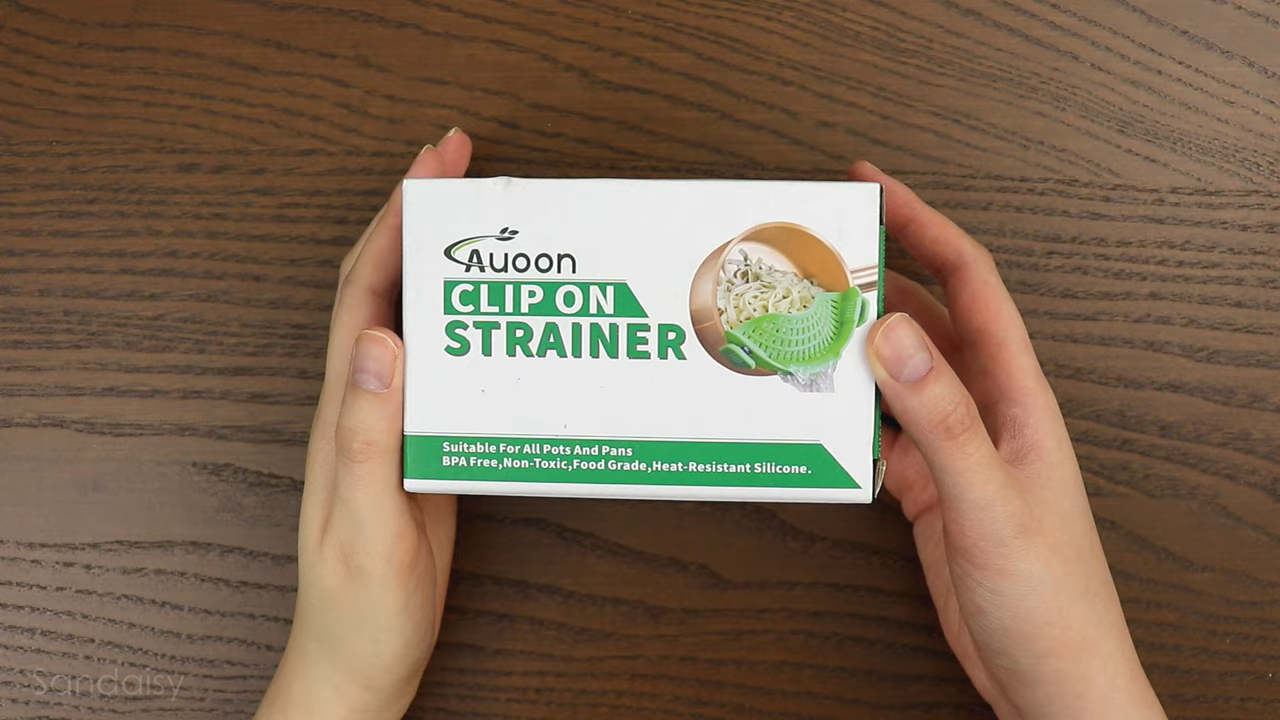 Auoon
CLIP ON
STRAINER
Suitable For All Pots And Pans
BPA Free,Non-Toxic,Food Grade,Heat-Resistant Silicone.
Sandaisy